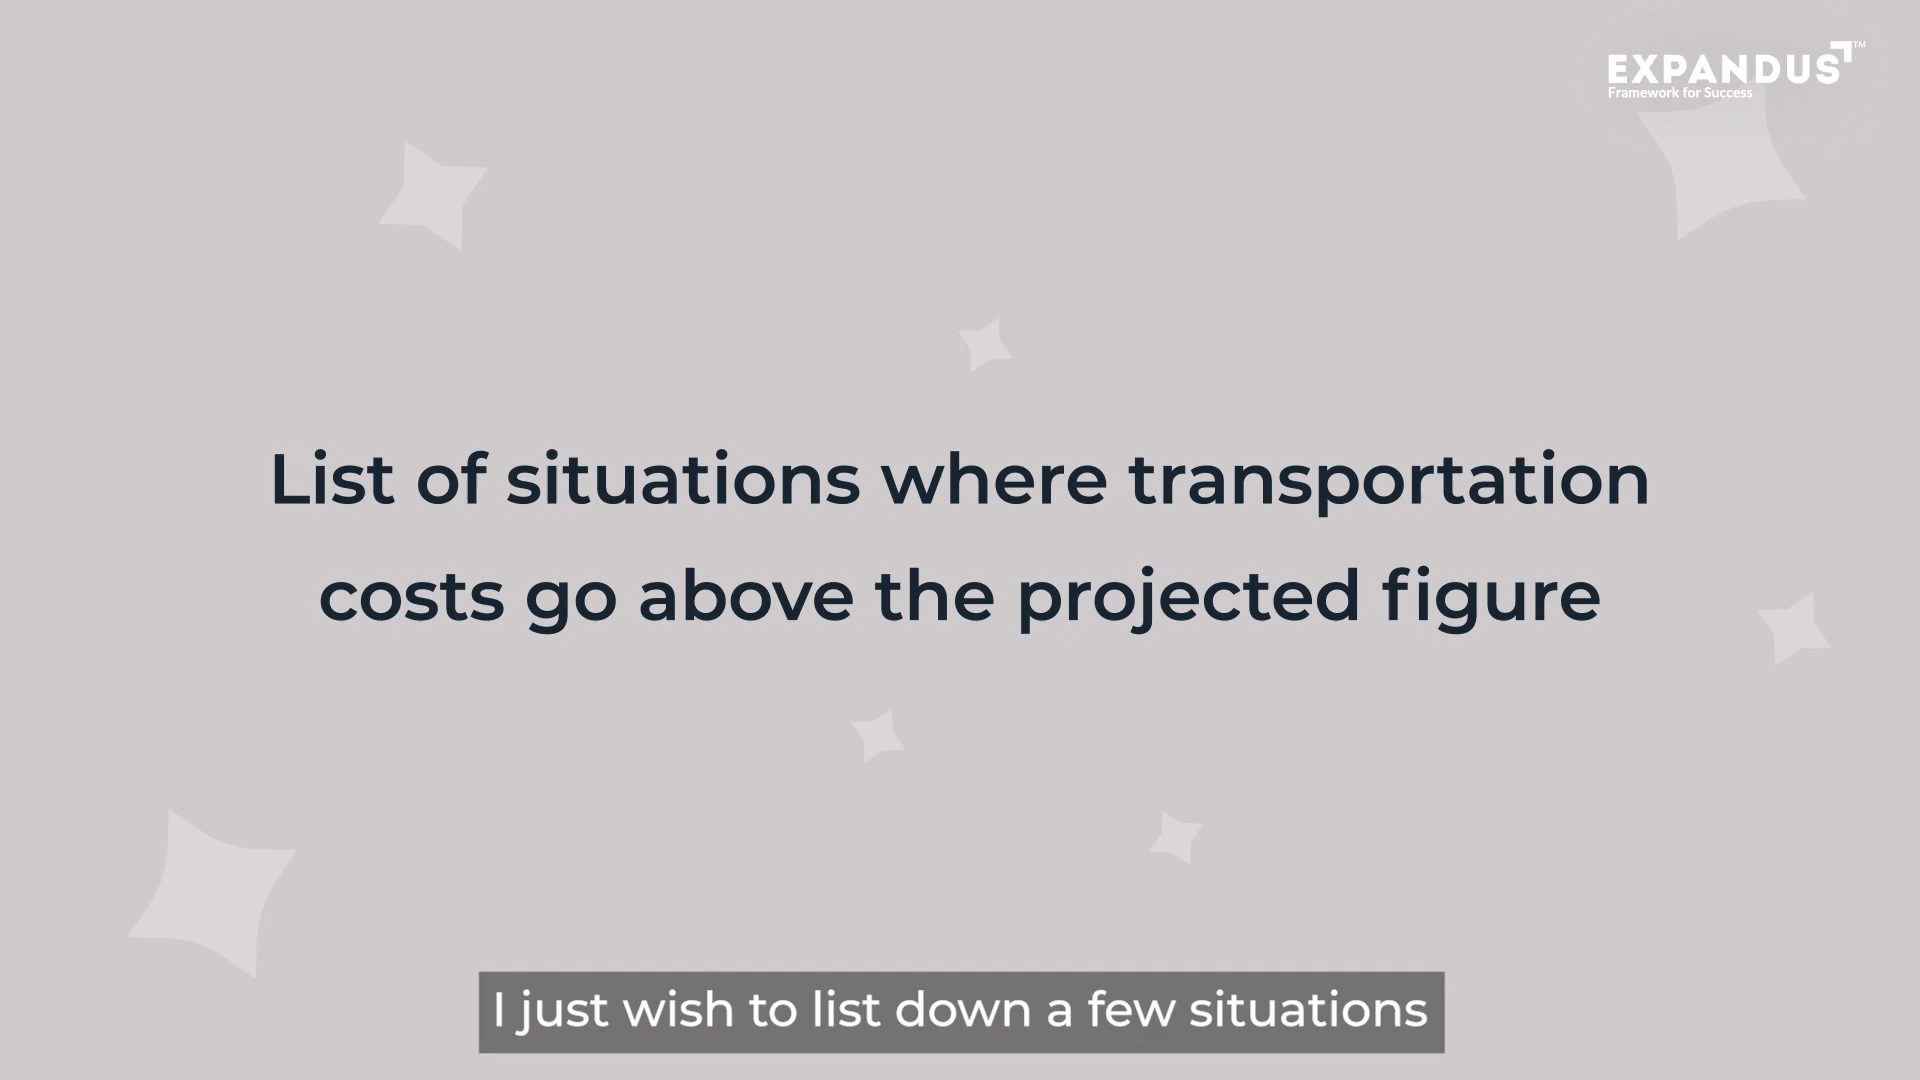 EXPANDUS™
Framework for Success
List of situations where transportation
costs go above the projected figure
I just wish to list down a few situations